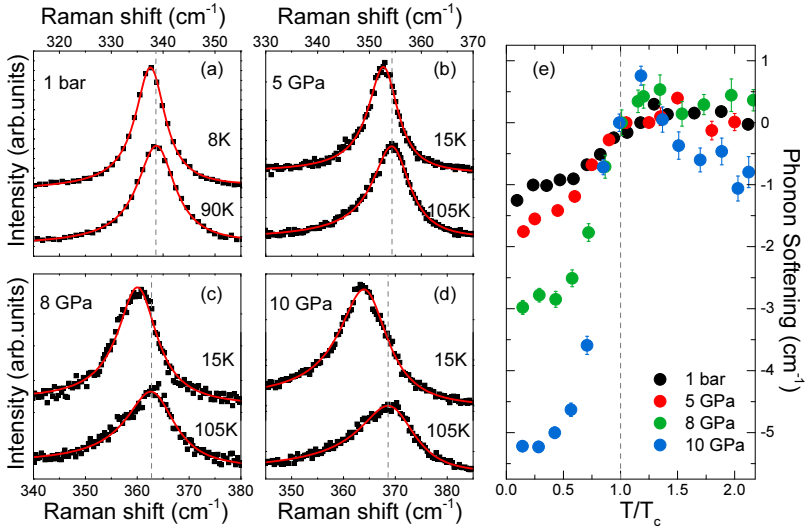 Raman shift (cm⁻¹) Raman shift (cm⁻¹)
320 330 340 350 330 340 350 360 370
(a) (b) (e)
1 bar 5 GPa
8K 15K
90K 105K
Intensity (arb.units)
(c) (d)
8 GPa 10 GPa
15K 15K
105K 105K
Intensity (arb.units)
340 350 360 370 380 350 360 370 380
Raman shift (cm⁻¹) Raman shift (cm⁻¹)
1
0
-1
-2
-3
-4
-5
Phonon Softening (cm⁻¹)
1 bar
5 GPa
8 GPa
10 GPa
0.0 0.5 1.0 1.5 2.0
T/Tc